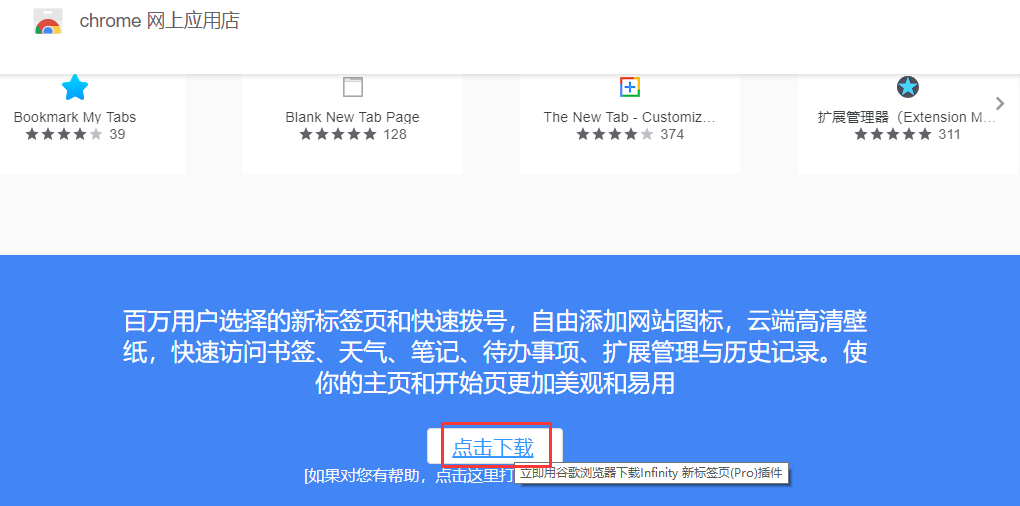 chrome 网上应用店
Bookmark My Tabs
39
Blank New Tab Page
128
The New Tab - Customiz...
374
扩展管理器（Extension M...
311
百万用户选择的新标签页和快速拨号，自由添加网站图标，云端高清壁
纸，快速访问书签、天气、笔记、待办事项、扩展管理与历史记录。使
你的主页和开始页更加美观和易用
点击下载
[如果对您有帮助，点击这里打
立即用谷歌浏览器下载Infinity 新标签页(Pro)插件